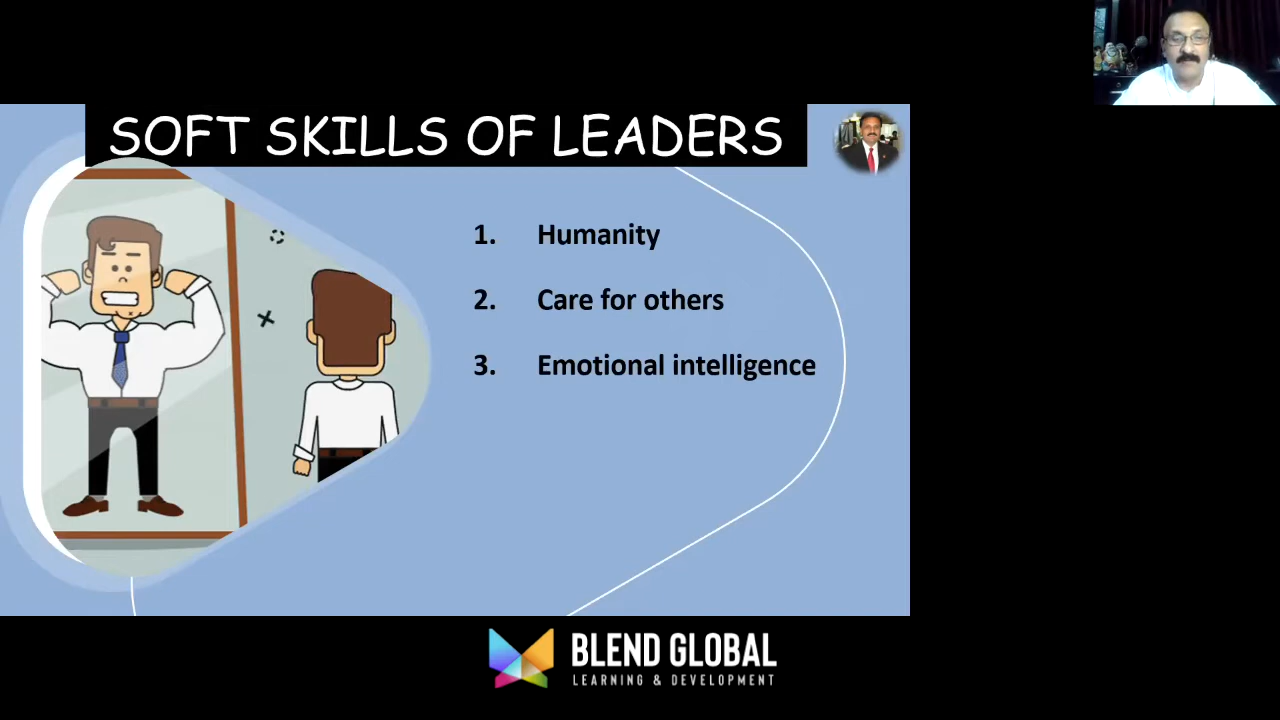 SOFT SKILLS OF LEADERS
1. Humanity
2. Care for others
3. Emotional intelligence
BLEND GLOBAL
LEARNING & DEVELOPMENT